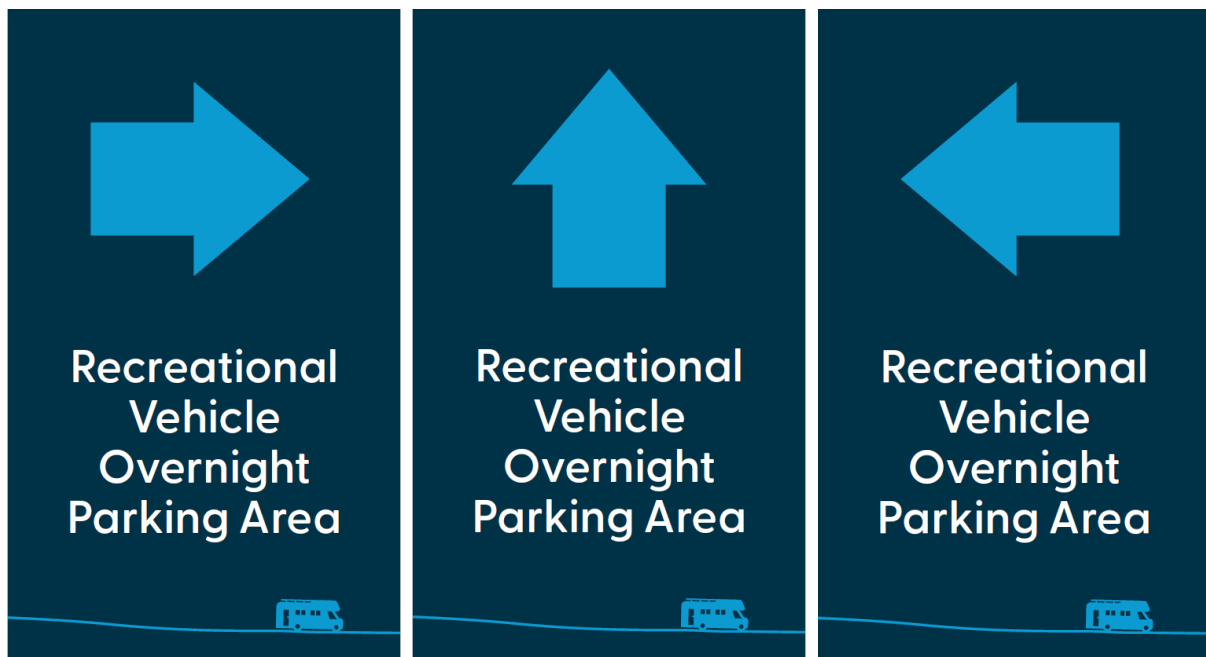 Recreational
Vehicle
Overnight
Parking Area
Recreational
Vehicle
Overnight
Parking Area
Recreational
Vehicle
Overnight
Parking Area